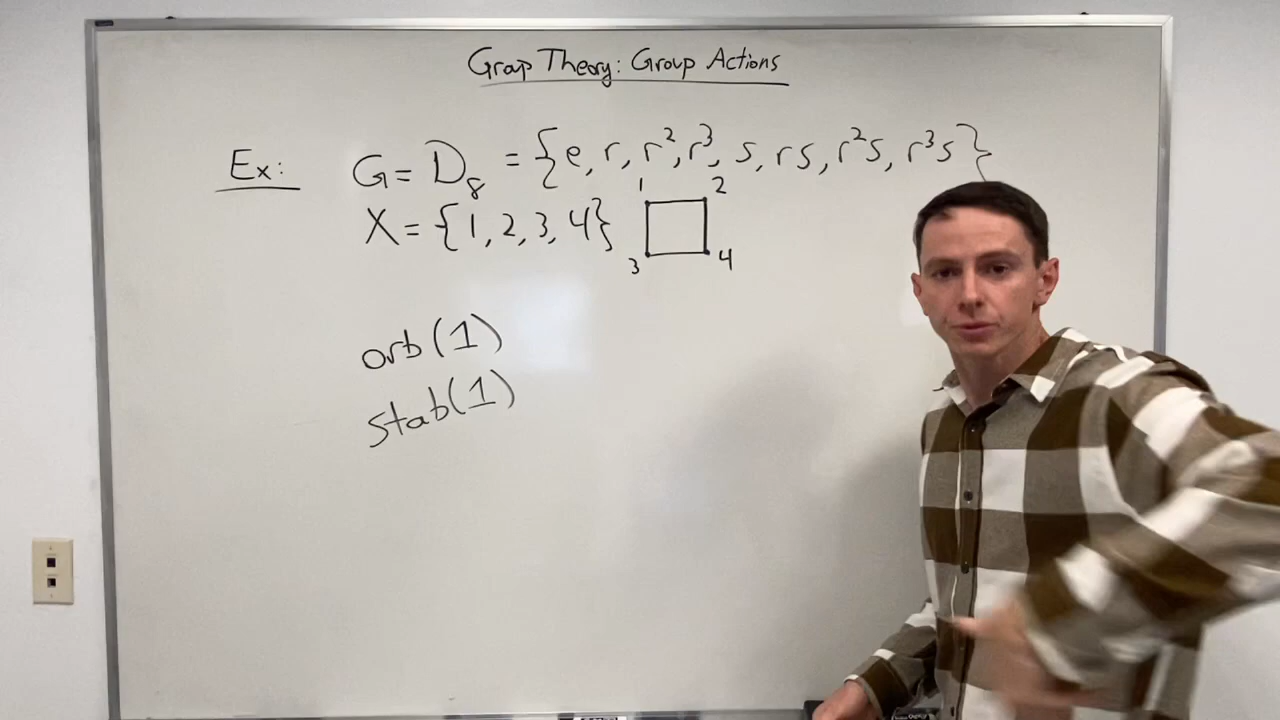 Group Theory: Group Actions
Ex: G = D₈ = {e, r, r², r³, s, rs, r²s, r³s}
X = {1, 2, 3, 4}
1 2
3 4
orb(1)
stab(1)